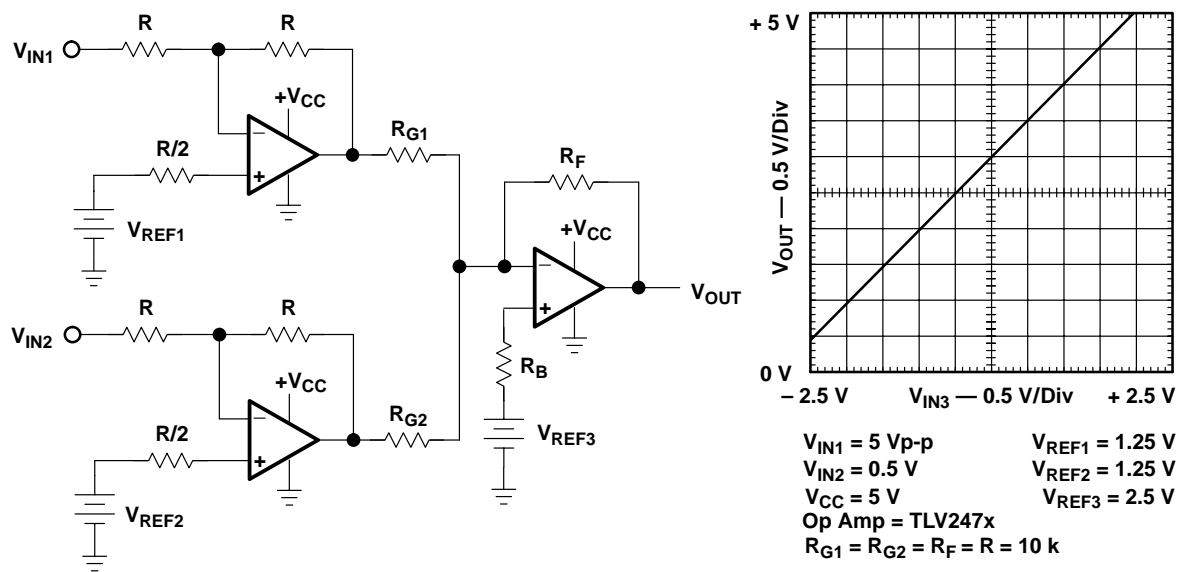 R
R
V_IN1
+V_CC
−
+
R/2
R_G1
V_REF1
R_F
+V_CC
−
+
V_OUT
R
R
V_IN2
R_B
+V_CC
−
+
R/2
R_G2
V_REF3
V_REF2
+ 5 V
V_OUT — 0.5 V/Div
0 V
– 2.5 V
V_IN3 — 0.5 V/Div
+ 2.5 V
V_IN1 = 5 Vp-p
V_REF1 = 1.25 V
V_IN2 = 0.5 V
V_REF2 = 1.25 V
V_CC = 5 V
V_REF3 = 2.5 V
Op Amp = TLV247x
R_G1 = R_G2 = R_F = R = 10 k